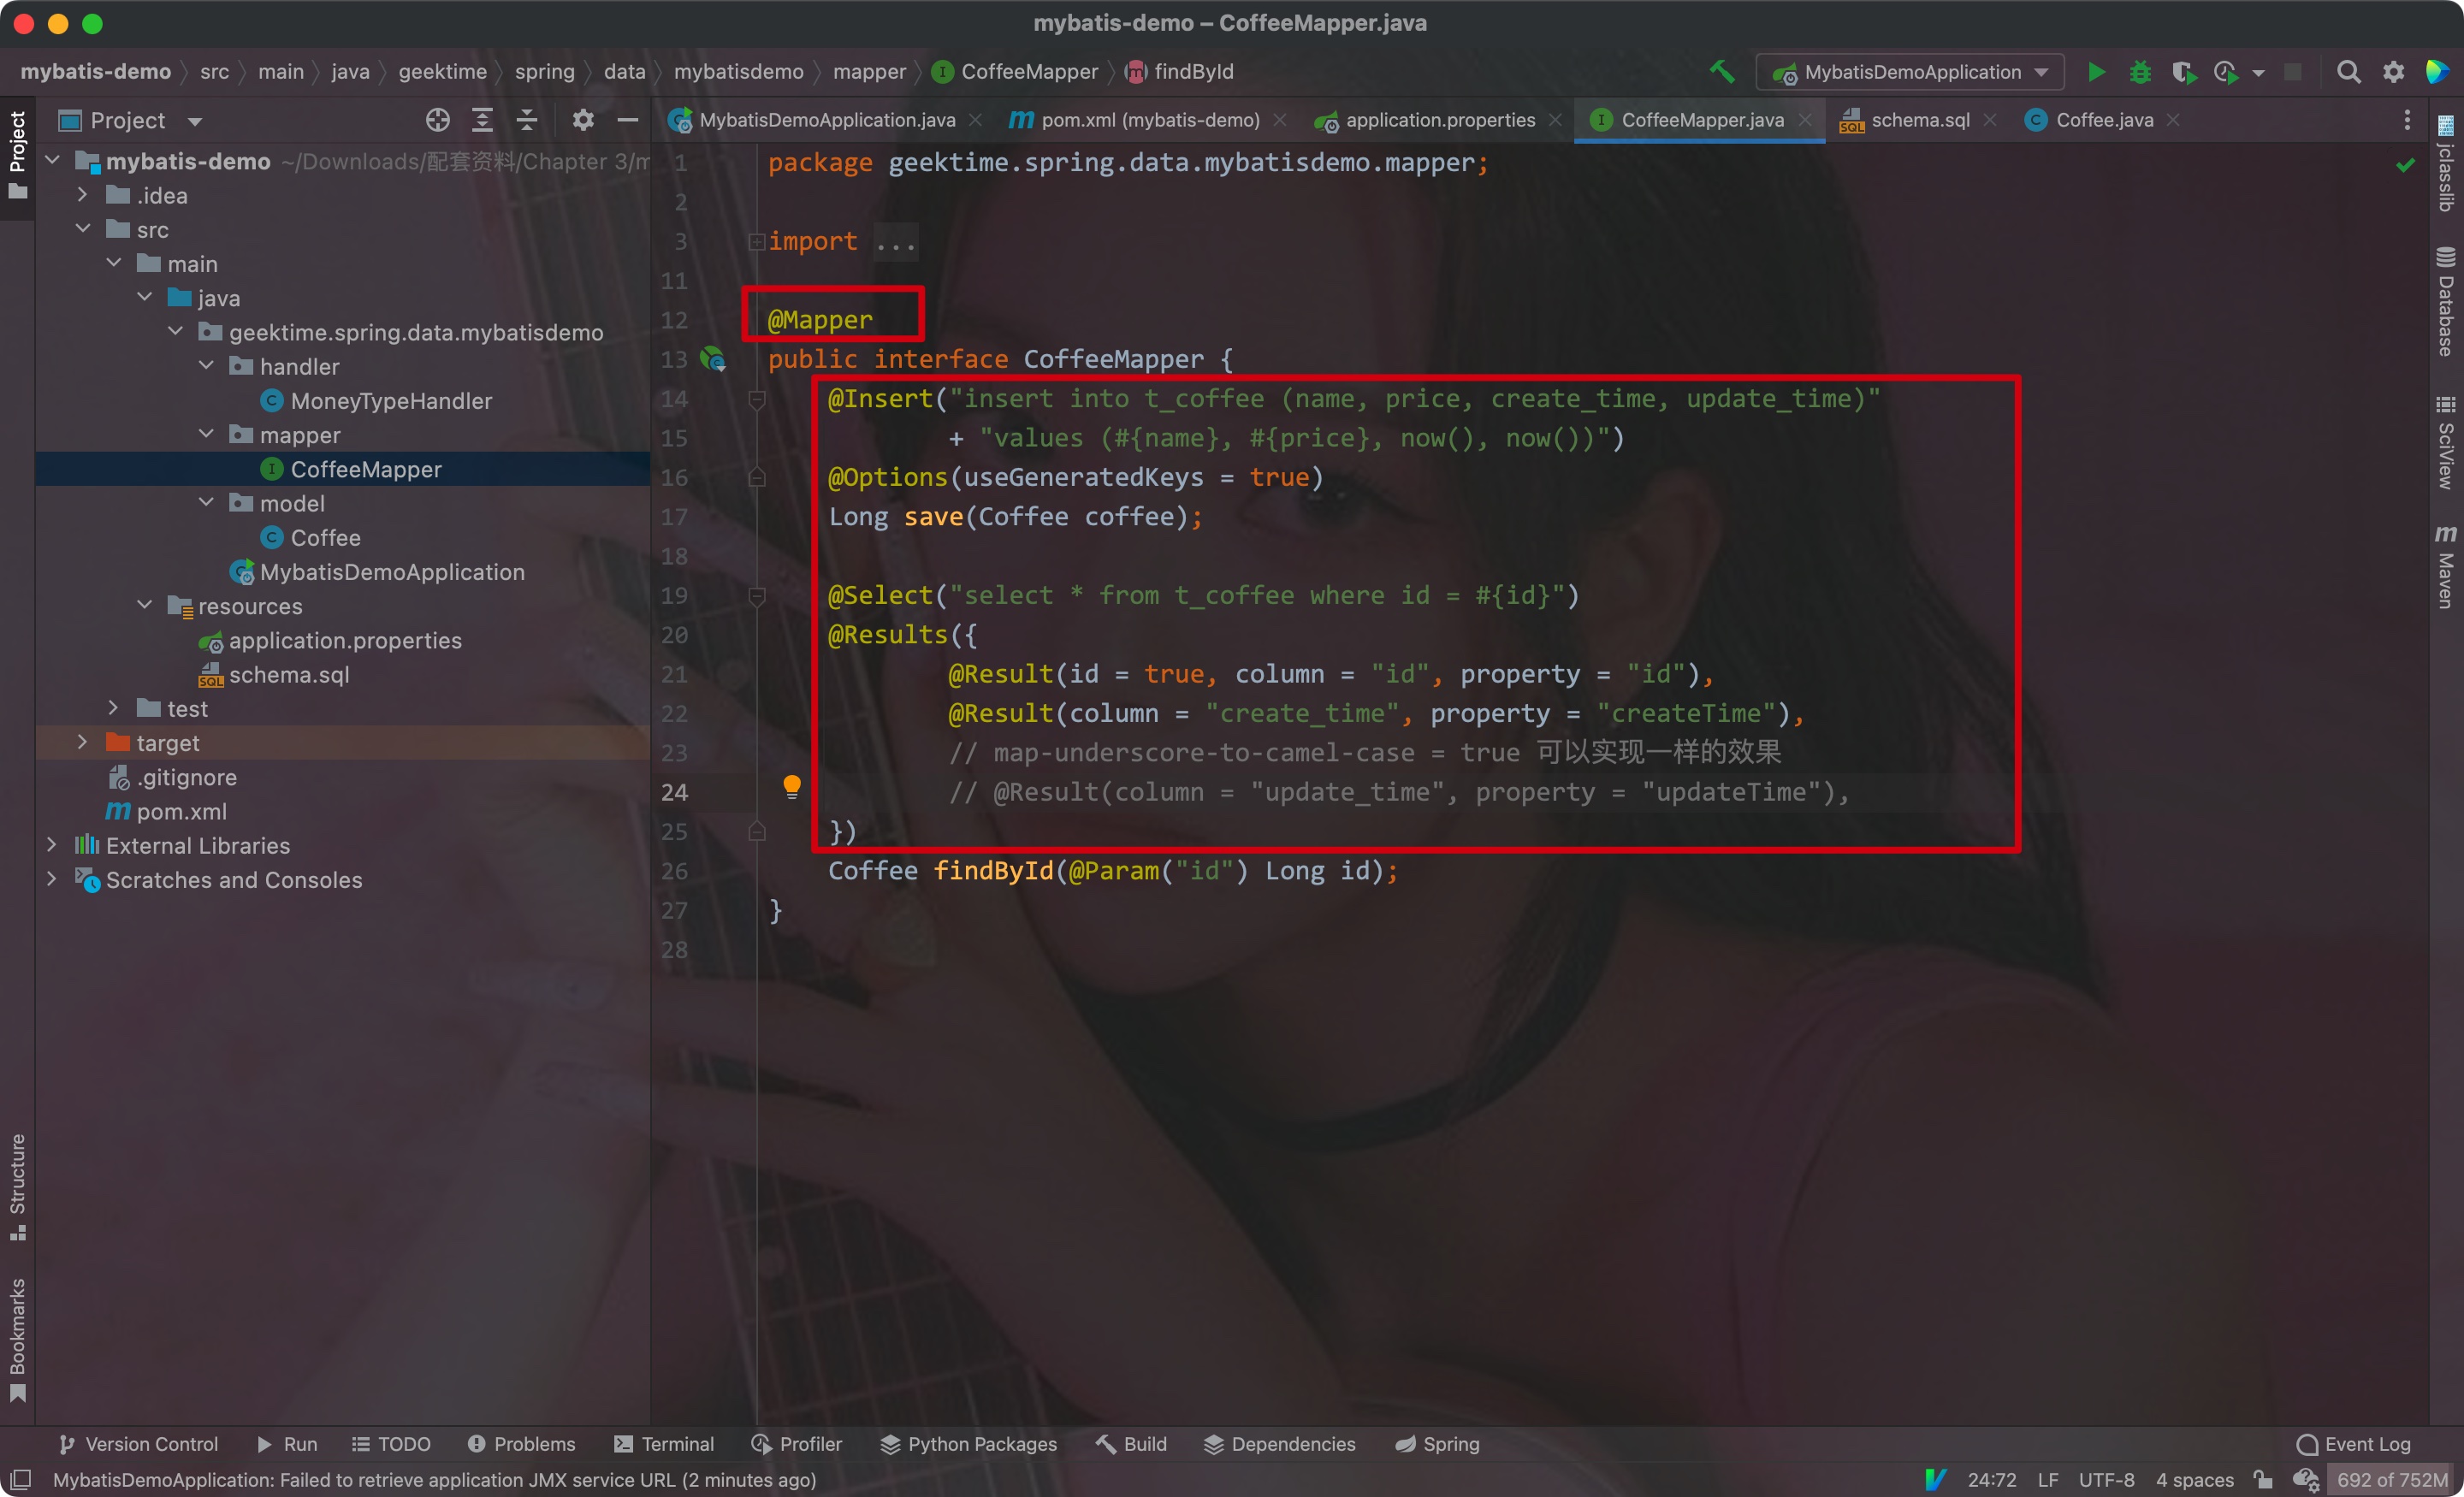 mybatis-demo – CoffeeMapper.java
mybatis-demo src main java geektime spring data mybatisdemo mapper CoffeeMapper findById MybatisDemoApplication
Project
MybatisDemoApplication.java pom.xml (mybatis-demo) application.properties CoffeeMapper.java schema.sql Coffee.java
Project
mybatis-demo ~/Downloads/配套资料/Chapter 3/m
.idea
src
main
java
geektime.spring.data.mybatisdemo
handler
MoneyTypeHandler
mapper
CoffeeMapper
model
Coffee
MybatisDemoApplication
resources
application.properties
schema.sql
test
target
.gitignore
pom.xml
External Libraries
Scratches and Consoles
Structure
Bookmarks
1 package geektime.spring.data.mybatisdemo.mapper;
2
3 import ...
11
12 @Mapper
13 public interface CoffeeMapper {
14 @Insert("insert into t_coffee (name, price, create_time, update_time)"
15 + "values (#{name}, #{price}, now(), now())")
16 @Options(useGeneratedKeys = true)
17 Long save(Coffee coffee);
18
19 @Select("select * from t_coffee where id = #{id}")
20 @Results({
21 @Result(id = true, column = "id", property = "id"),
22 @Result(column = "create_time", property = "createTime"),
23 // map-underscore-to-camel-case = true 可以实现一样的效果
24 // @Result(column = "update_time", property = "updateTime"),
25 })
26 Coffee findById(@Param("id") Long id);
27 }
28
jclasslib
Database
SciView
Maven
Version Control Run TODO Problems Terminal Profiler Python Packages Build Dependencies Spring Event Log
MybatisDemoApplication: Failed to retrieve application JMX service URL (2 minutes ago) 24:72 LF UTF-8 4 spaces 692 of 752M